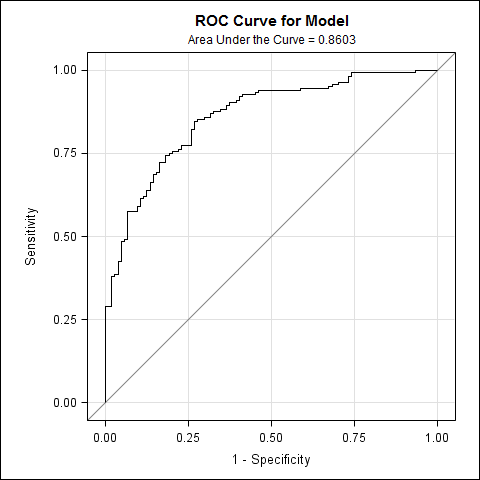 ROC Curve for Model
Area Under the Curve = 0.8603
1.00
0.75
0.50
0.25
0.00
Sensitivity
0.00 0.25 0.50 0.75 1.00
1 - Specificity